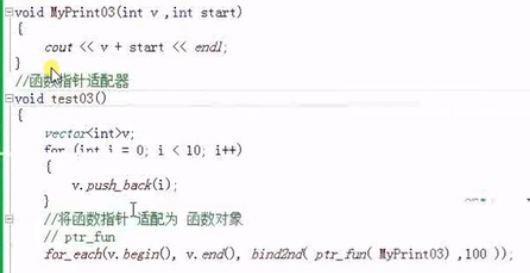 void MyPrint03(int v ,int start)
{
cout << v + start << endl;
}
//函数指针适配器
void test03()
{
vector<int>v;
for (int i = 0; i < 10; i++)
{
v.push_back(i);
}
//将函数指针 适配为 函数对象
// ptr_fun
for_each(v.begin(), v.end(), bind2nd( ptr_fun( MyPrint03) ,100 ));